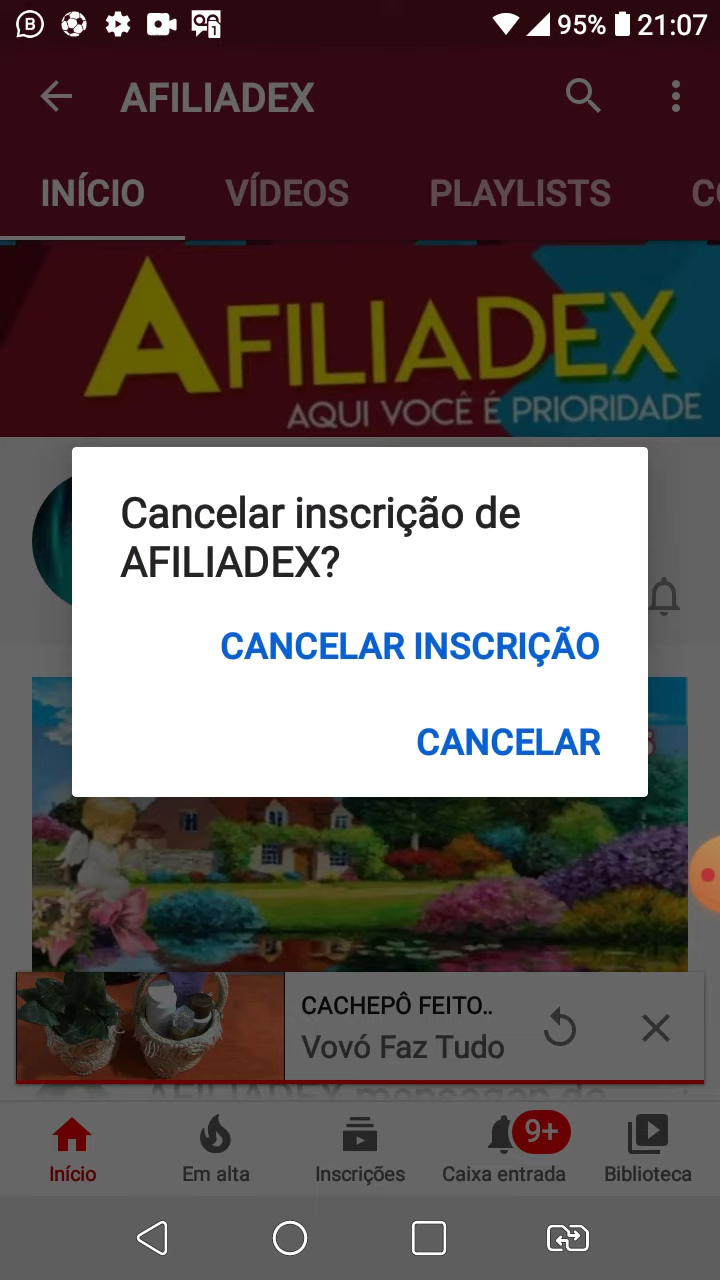 95% 21:07
AFILIADEX
INÍCIO VÍDEOS PLAYLISTS
AFILIADEX
AQUI VOCÊ É PRIORIDADE
Cancelar inscrição de
AFILIADEX?
CANCELAR INSCRIÇÃO
CANCELAR
CACHEPÔ FEITO..
Vovó Faz Tudo
9+
Início Em alta Inscrições Caixa entrada Biblioteca